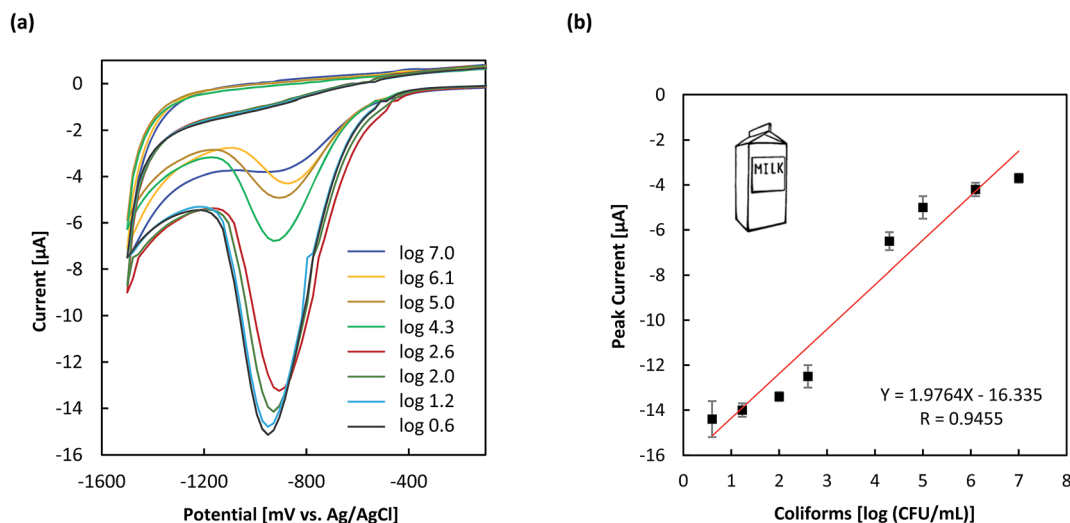 (a)
(b)
0
-2
-4
-6
-8
-10
-12
-14
-16
-1600
-1200
-800
-400
Current [µA]
Potential [mV vs. Ag/AgCl]
log 7.0
log 6.1
log 5.0
log 4.3
log 2.6
log 2.0
log 1.2
log 0.6
0
-2
-4
-6
-8
-10
-12
-14
-16
0
1
2
3
4
5
6
7
8
Peak Current [µA]
Coliforms [log (CFU/mL)]
MILK
Y = 1.9764X - 16.335
R = 0.9455